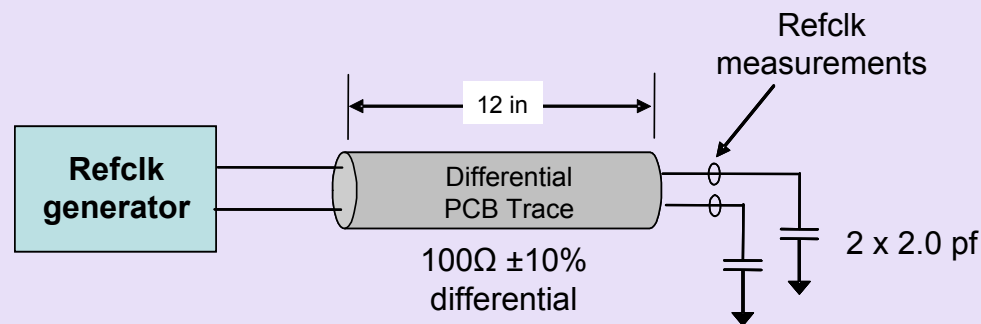 Refclk
measurements
12 in
Refclk
generator
Differential
PCB Trace
2 x 2.0 pf
100Ω ±10%
differential